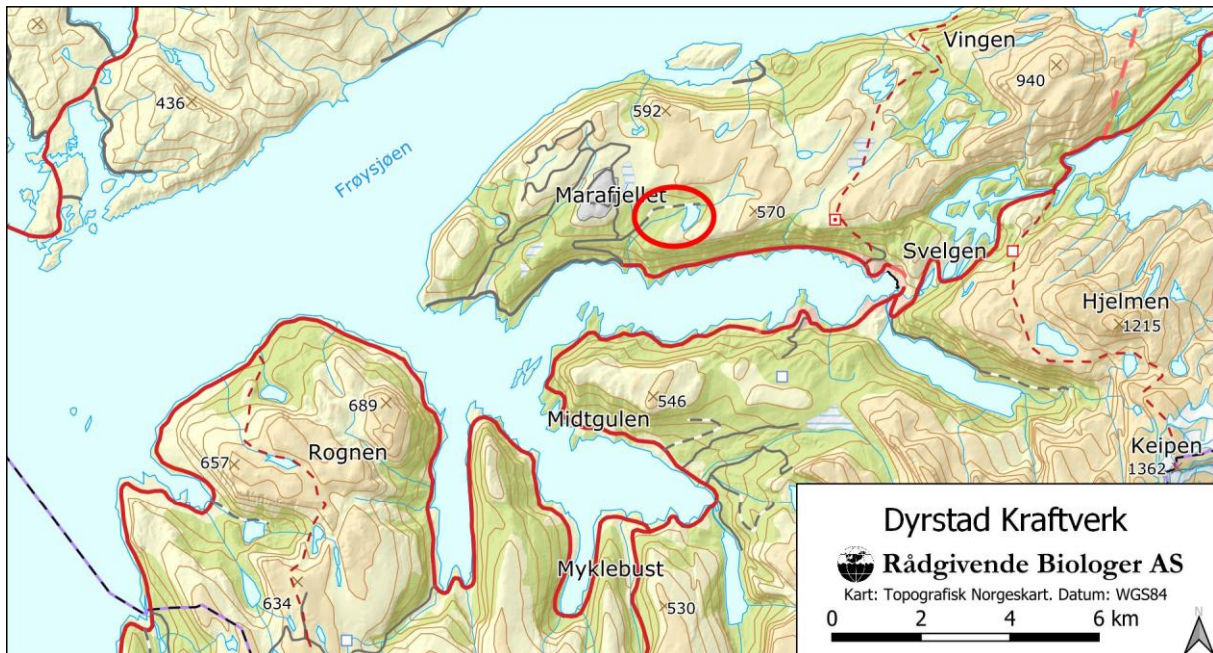 Vingen
940
436
592
Frøysjøen
Marafjellet
570
Svelgen
Hjelmen
1215
689
546
Midtgulen
657
Rognen
Keipen
1362
Myklebust
634
530
Dyrstad Kraftverk
Rådgivende Biologer AS
Kart: Topografisk Norgeskart. Datum: WGS84
0 2 4 6 km
N